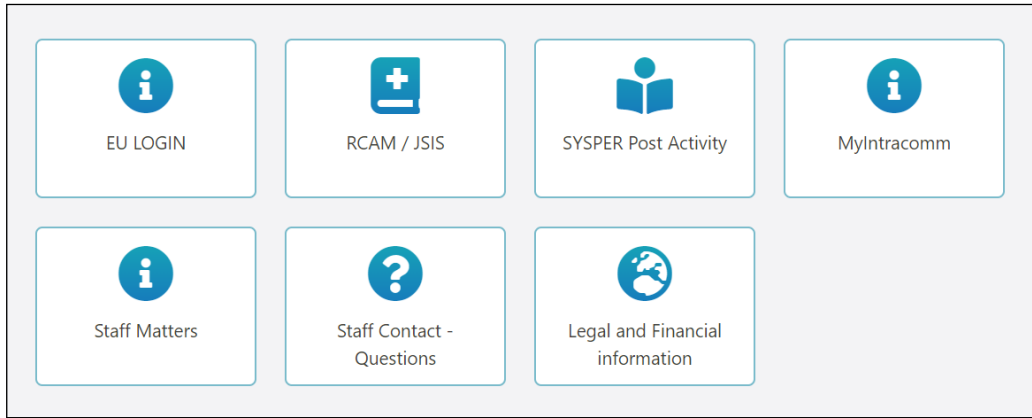 EU LOGIN
RCAM / JSIS
SYSPER Post Activity
MyIntracomm
Staff Matters
Staff Contact -
Questions
Legal and Financial
information